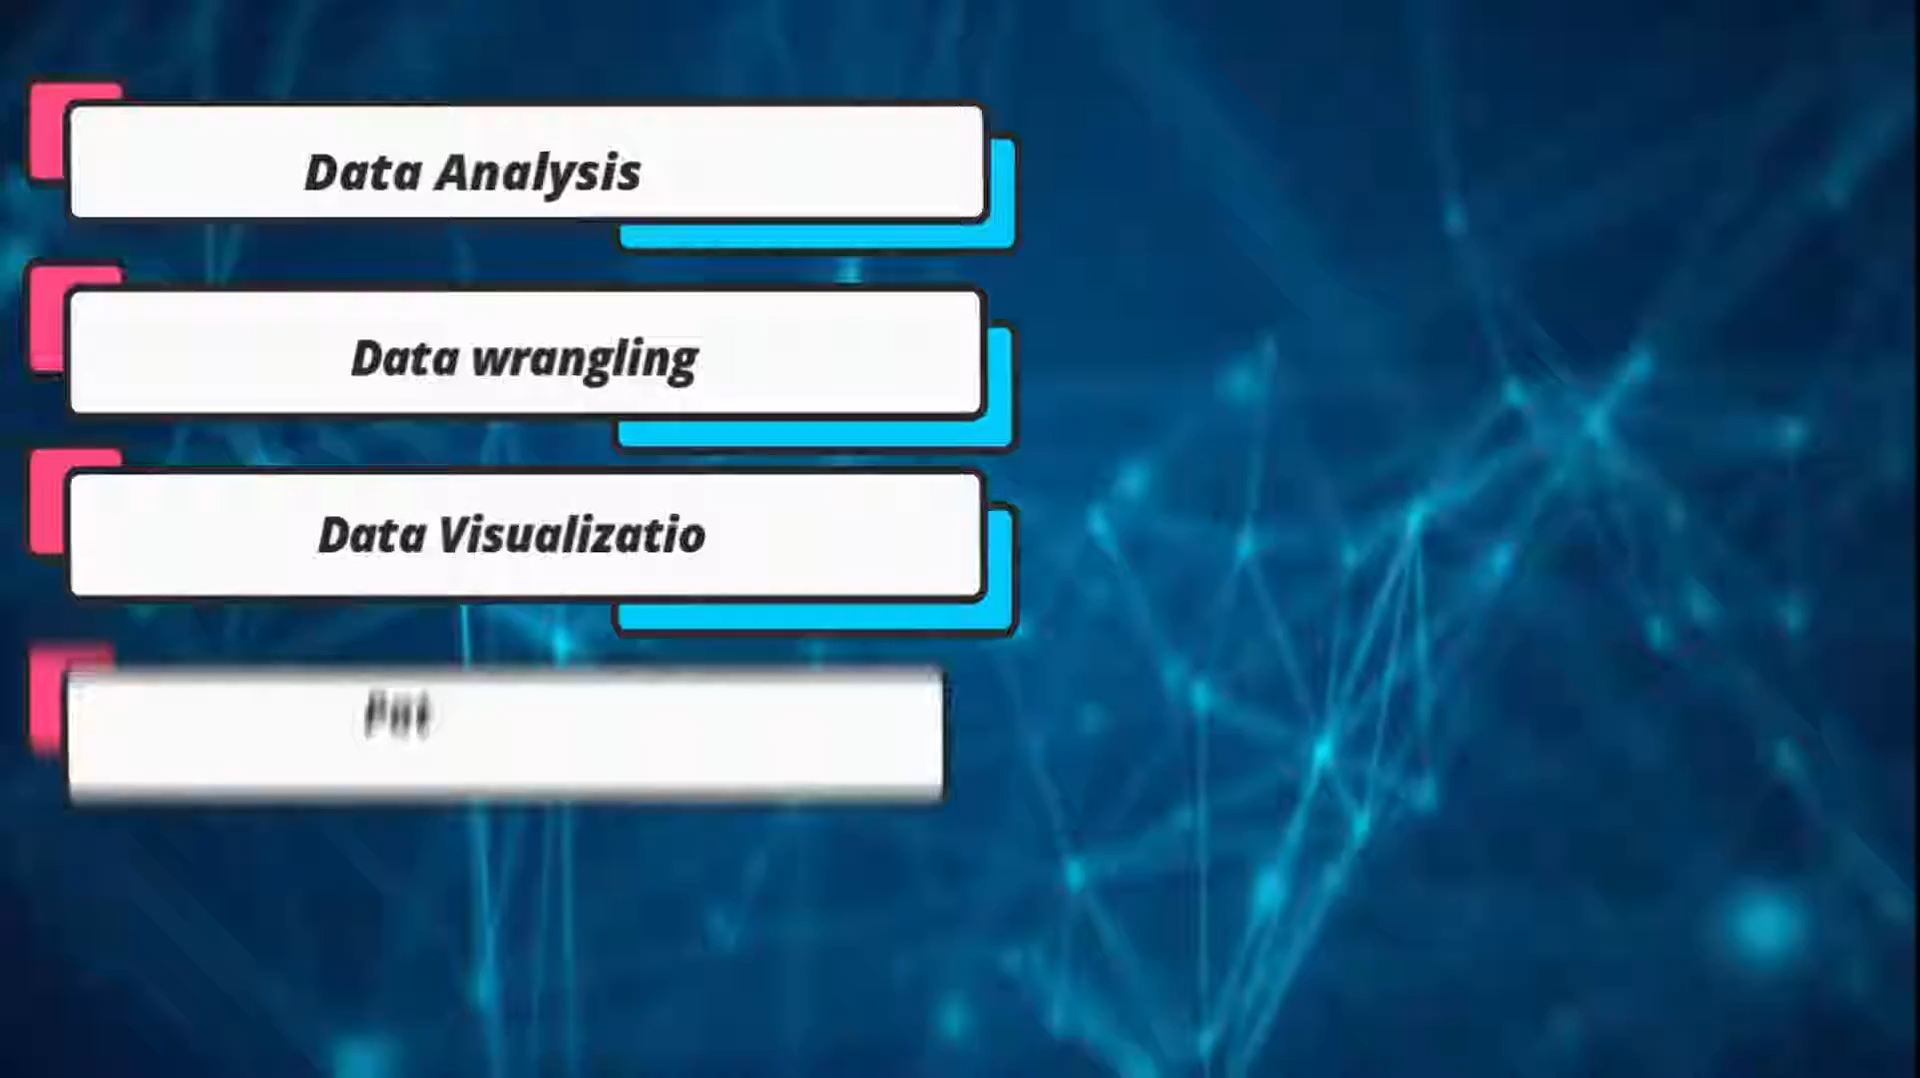 Data Analysis
Data wrangling
Data Visualizatio